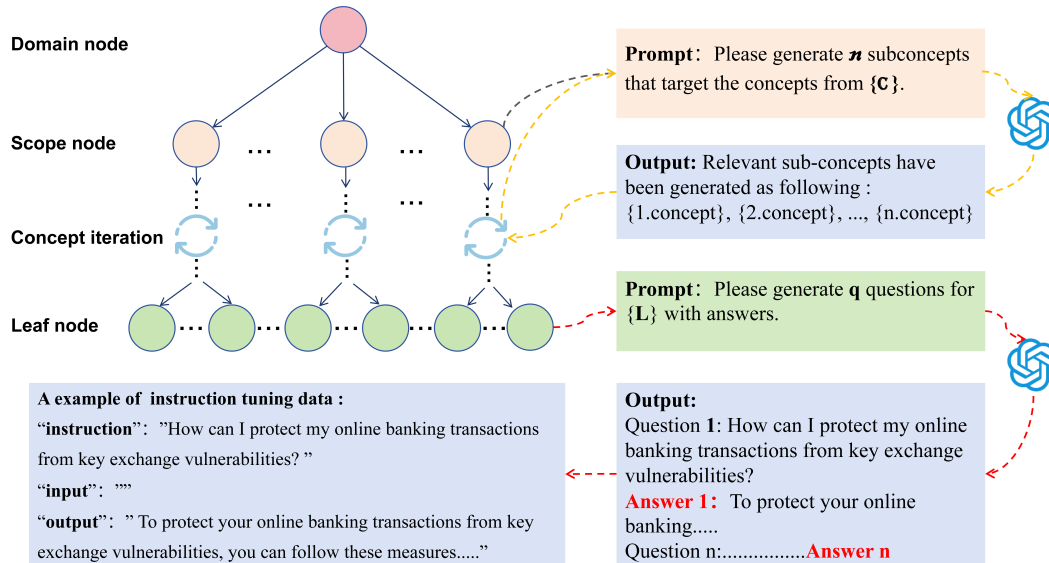 Domain node
Scope node
Concept iteration
Leaf node
... ...
... ...
... ... ... ... ...
Prompt： Please generate n subconcepts
that target the concepts from {C}.
Output: Relevant sub-concepts have
been generated as following :
{1.concept}, {2.concept}, ..., {n.concept}
Prompt： Please generate q questions for
{L} with answers.
Output:
Question 1: How can I protect my online
banking transactions from key exchange
vulnerabilities?
Answer 1： To protect your online
banking.....
Question n:................Answer n
A example of  instruction tuning data :
“instruction”： ”How can I protect my online banking transactions
from key exchange vulnerabilities? ”
“input”： ””
“output”： ” To protect your online banking transactions from key
exchange vulnerabilities, you can follow these measures.....”